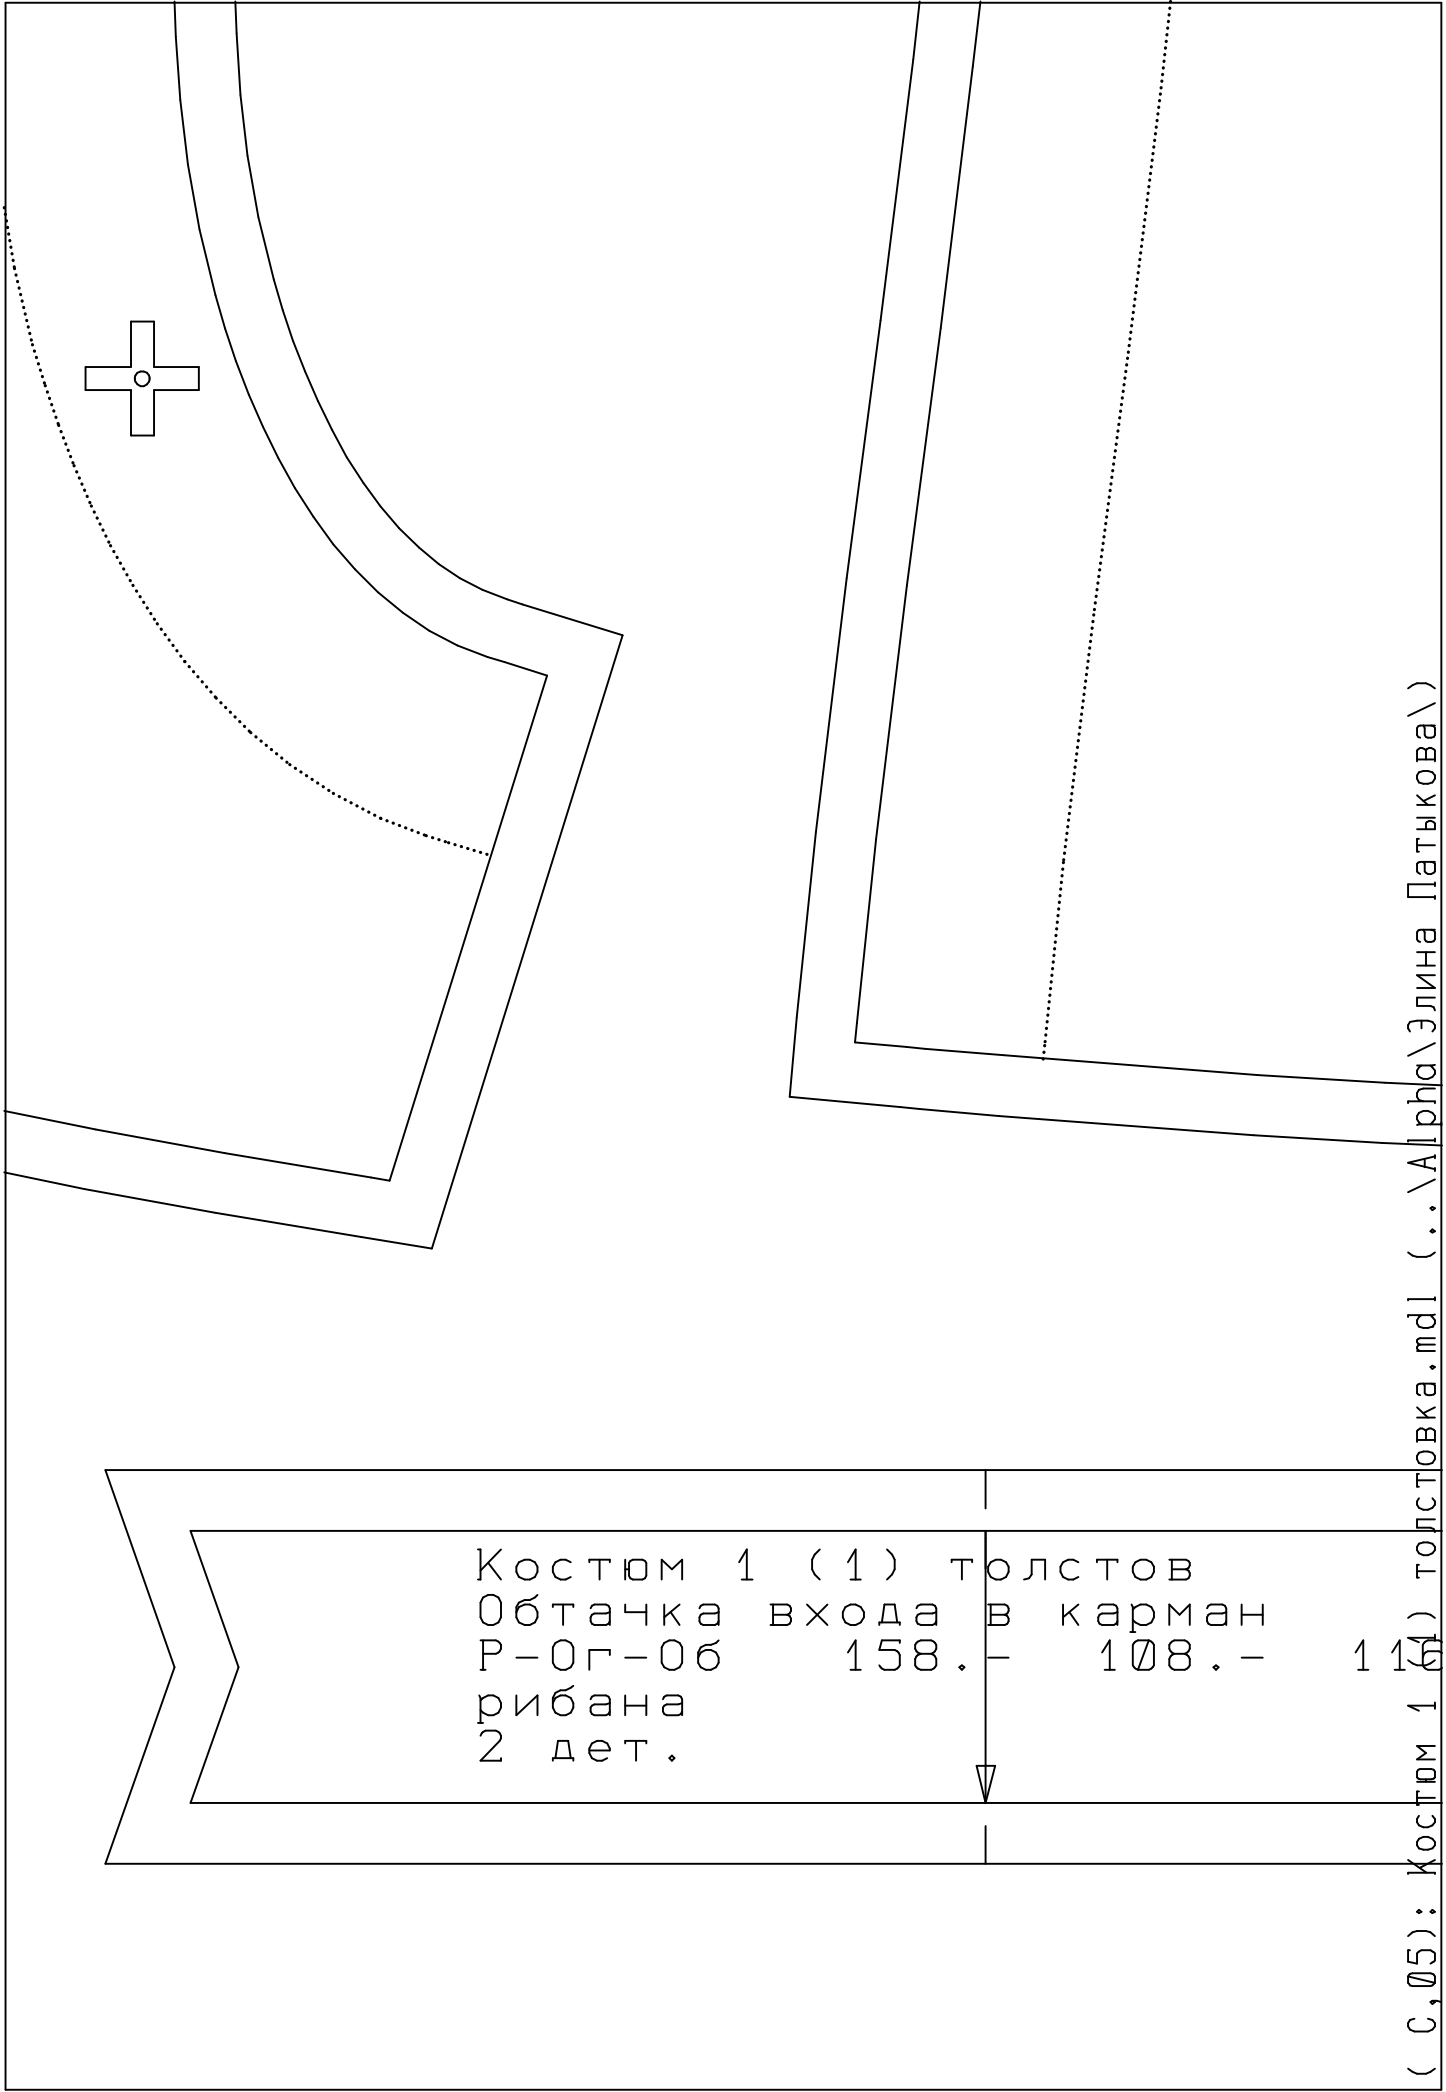 Костюм 1 (1) толстов
Обтачка входа в карман
Р-Ог-Об 158.- 108.- 116
рибана
2 дет.
( C,05): Костюм 1 (1) толстовка.mdl (..\Alpha\Элина Патыкова\)